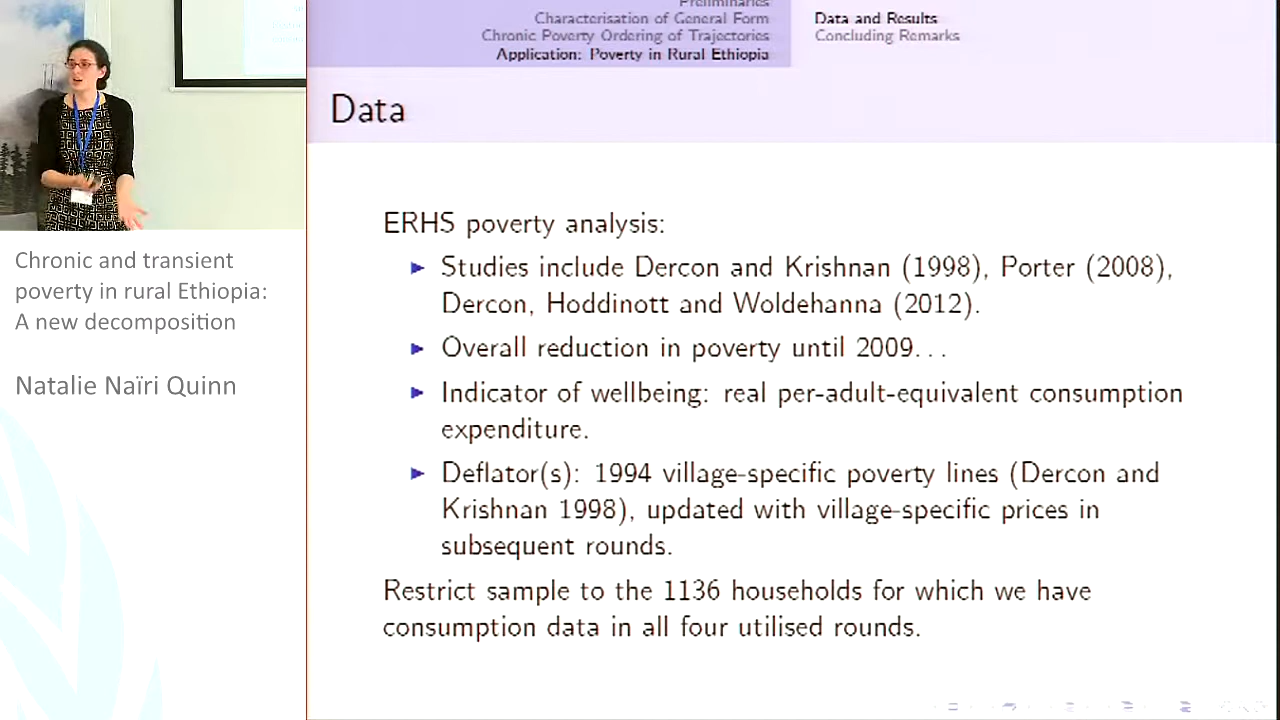 Preliminaries
Characterisation of General Form
Chronic Poverty Ordering of Trajectories
Application: Poverty in Rural Ethiopia
Data and Results
Concluding Remarks
Data
ERHS poverty analysis:
Studies include Dercon and Krishnan (1998), Porter (2008),
Dercon, Hoddinott and Woldehanna (2012).
Overall reduction in poverty until 2009...
Indicator of wellbeing: real per-adult-equivalent consumption
expenditure.
Deflator(s): 1994 village-specific poverty lines (Dercon and
Krishnan 1998), updated with village-specific prices in
subsequent rounds.
Restrict sample to the 1136 households for which we have
consumption data in all four utilised rounds.
Chronic and transient
poverty in rural Ethiopia:
A new decomposition
Natalie Naïri Quinn